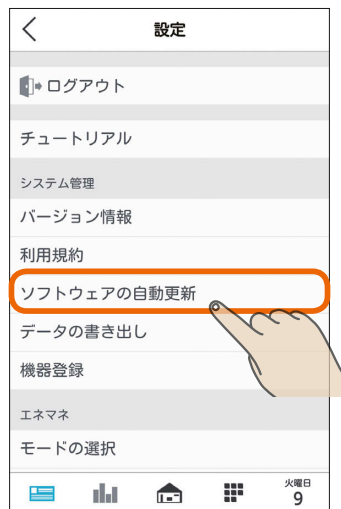 設定
ログアウト
チュートリアル
システム管理
バージョン情報
利用規約
ソフトウェアの自動更新
データの書き出し
機器登録
エネマネ
モードの選択
火曜日
9